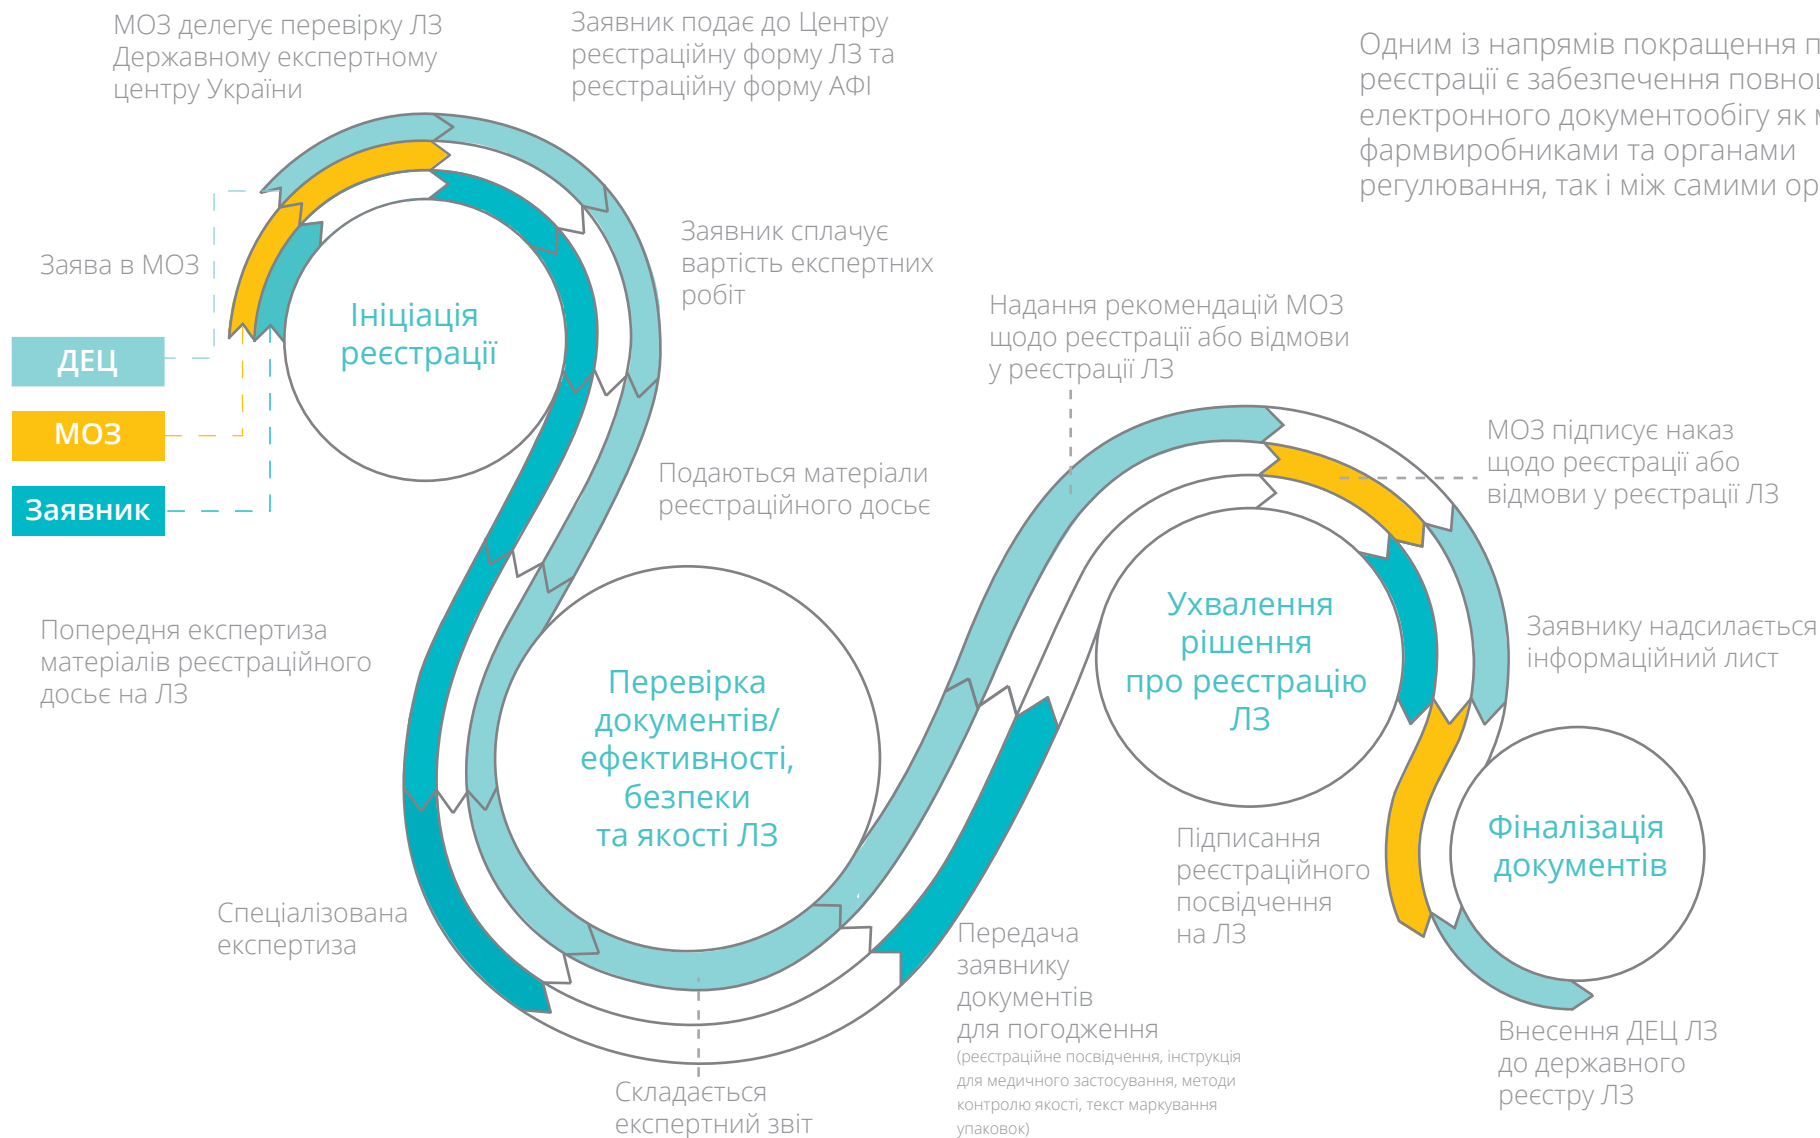 МОЗ делегує перевірку ЛЗ
Державному експертному
центру України
Заявник подає до Центру
реєстраційну форму ЛЗ та
реєстраційну форму АФІ
Одним із напрямів покращення
реєстрації є забезпечення
електронного документообігу як
фармвиробниками та органами
регулювання, так і між самими
Заява в МОЗ
Заявник сплачує
вартість експертних
робіт
Ініціація
реєстрації
ДЕЦ
МОЗ
Заявник
Надання рекомендацій МОЗ
щодо реєстрації або відмови
у реєстрації ЛЗ
МОЗ підписує наказ
щодо реєстрації або
відмови у реєстрації ЛЗ
Подаються матеріали
реєстраційного досьє
Попередня експертиза
матеріалів реєстраційного
досьє на ЛЗ
Перевірка
документів/
ефективності,
безпеки
та якості ЛЗ
Ухвалення
рішення
про реєстрацію
ЛЗ
Заявнику надсилається
інформаційний лист
Підписання
реєстраційного
посвідчення
на ЛЗ
Фіналізація
документів
Спеціалізована
експертиза
Передача
заявнику
документів
для погодження
(реєстраційне посвідчення, інструкція
для медичного застосування, методи
контролю якості, текст маркування
упаковок)
Складається
експертний звіт
Внесення ДЕЦ ЛЗ
до державного
реєстру ЛЗ